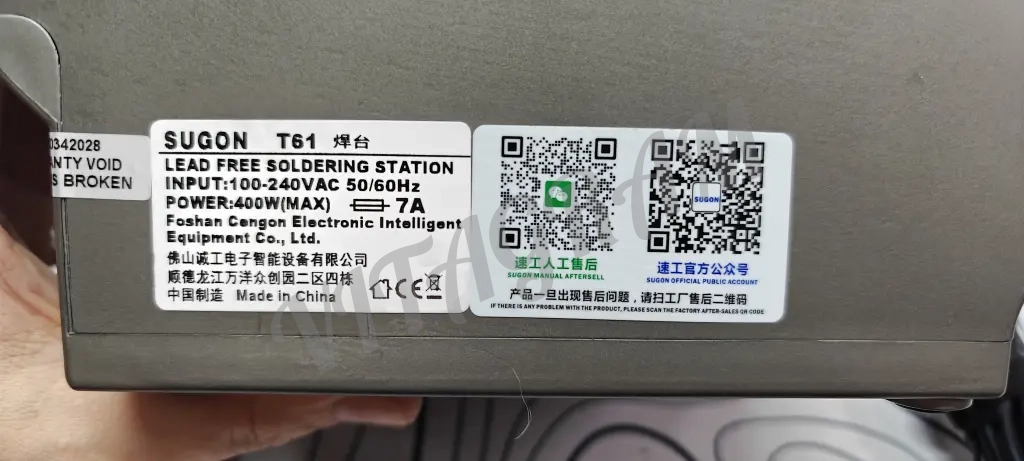 0342028
ANTY VOID
S BROKEN
SUGON T61 焊台
LEAD FREE SOLDERING STATION
INPUT:100-240VAC 50/60Hz
POWER:400W(MAX) 7A
Foshan Cengon Electronic Intelligent
Equipment Co., Ltd.
佛山诚工电子智能设备有限公司
顺德龙江万洋众创园二区四栋
中国制造 Made in China
CE
SUGON
速工人工售后
SUGON MANUAL AFTERSELL
速工官方公众号
SUGON OFFICIAL PUBLIC ACCOUNT
产品一旦出现售后问题，请扫工厂售后二维码
IF THERE IS ANY PROBLEM WITH THE PRODUCT, PLEASE SCAN THE FACTORY AFTER-SALES QR CODE